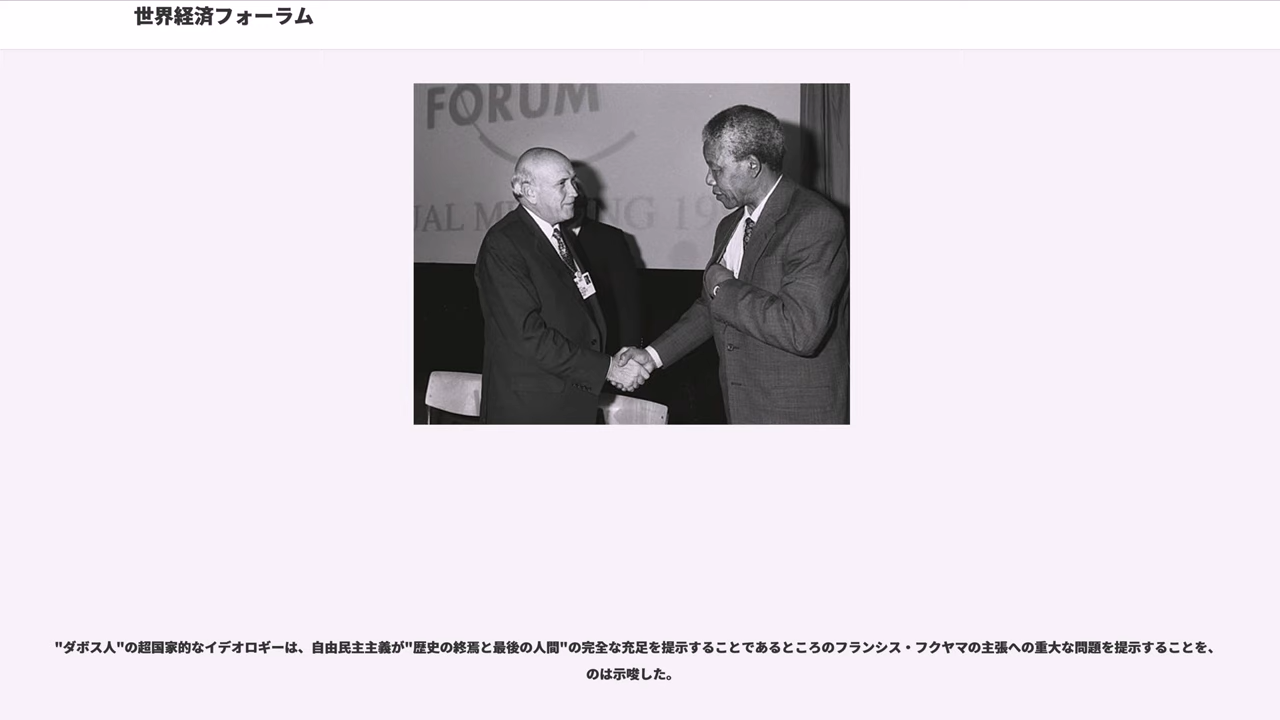 世界経済フォーラム
FORUM
UAL MEETING 19
"ダボス人"の超国家的なイデオロギーは、自由民主主義が"歴史の終焉と最後の人間"の完全な充足を提示することであるところのフランシス・フクヤマの主張への重大な問題を提示することを、
のは示唆した。